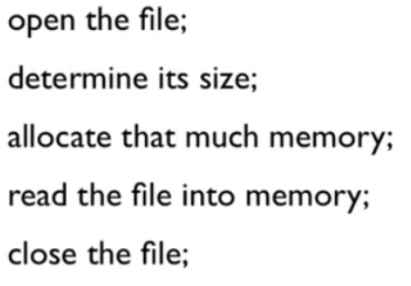 open the file;
determine its size;
allocate that much memory;
read the file into memory;
close the file;